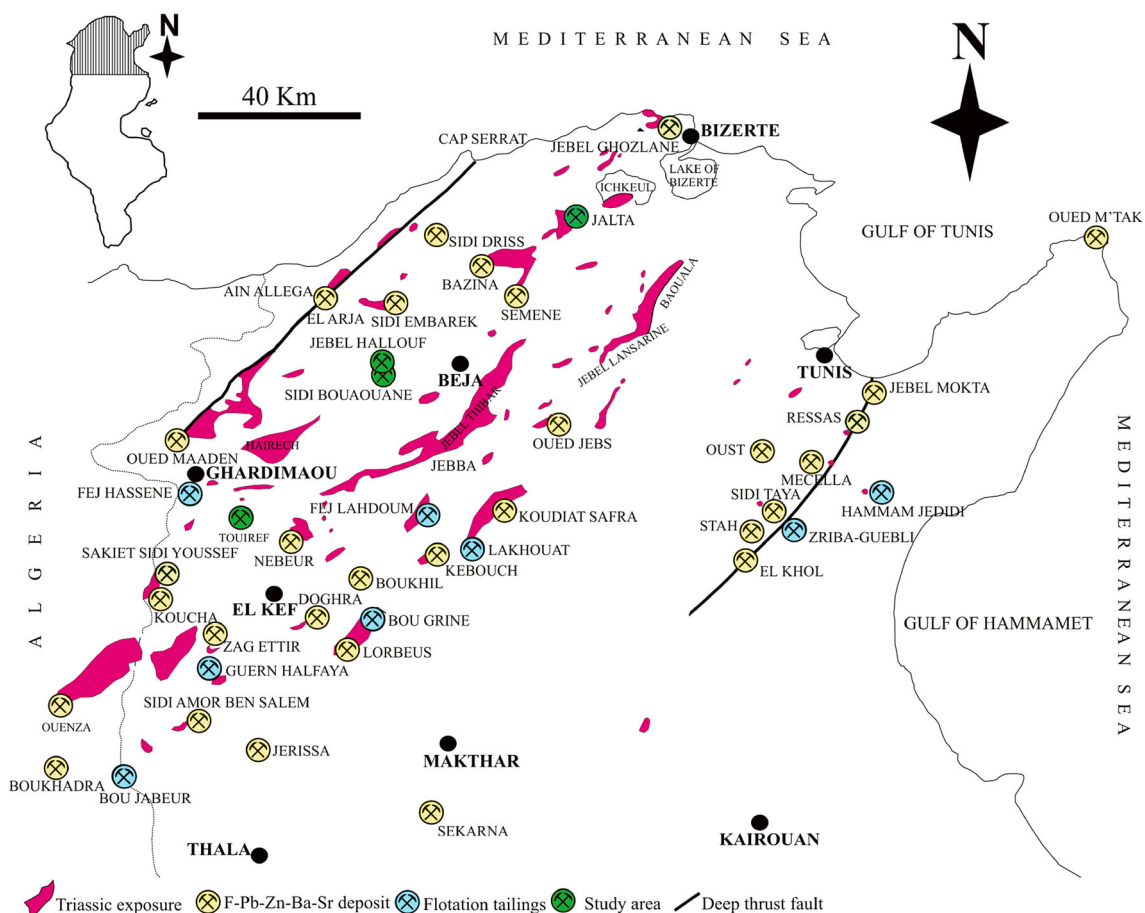 N
N
MEDITERRANEAN SEA
40 Km
CAP SERRAT
JEBEL GHOZLANE
BIZERTE
LAKE OF
BIZERTE
ICHKEUL
JALTA
GULF OF TUNIS
OUED M'TAK
SIDI DRISS
BAZINA
SEMENE
AIN ALLEGA
EL ARJA
SIDI EMBAREK
JEBEL HALLOUF
SIDI BOUAOUANE
BEJA
BAOUALA
JEBEL LANSARINE
JEBEL THIBAR
TUNIS
JEBEL MOKTA
RESSAS
OUED MAADEN
HAIRECH
JEBBA
OUED JEBS
OUST
MECELLA
GHARDIMAOU
FEJ HASSENE
FEJ LAHDOUM
KOUDIAT SAFRA
SIDI TAYA
HAMMAM JEDIDI
TOUIREF
STAH
ZRIBA-GUEBLI
SAKIET SIDI YOUSSEF
NEBEUR
LAKHOUAT
KEBOUCH
EL KHOL
BOUKHIL
KOUCHA
EL KEF
DOGHRA
BOU GRINE
GULF OF HAMMAMET
ZAG ETTIR
LORBEUS
GUERN HALFAYA
OUENZA
SIDI AMOR BEN SALEM
JERISSA
MAKTHAR
BOUKHADRA
BOU JABEUR
SEKARNA
KAIROUAN
THALA
ALGERIA
MEDITERRANEAN SEA
Triassic exposure
F-Pb-Zn-Ba-Sr deposit
Flotation tailings
Study area
Deep thrust fault